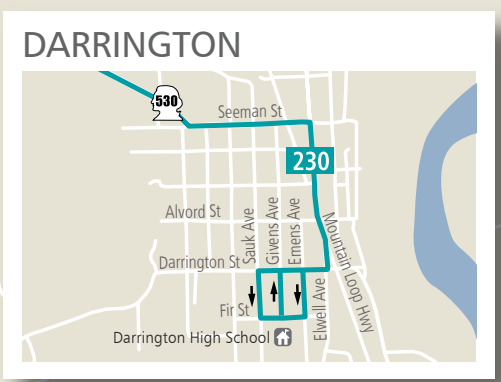 DARRINGTON
530
Seeman St
230
Alvord St
Sauk Ave
Givens Ave
Emens Ave
Mountain Loop Hwy
Darrington St
Elwell Ave
Fir St
Darrington High School